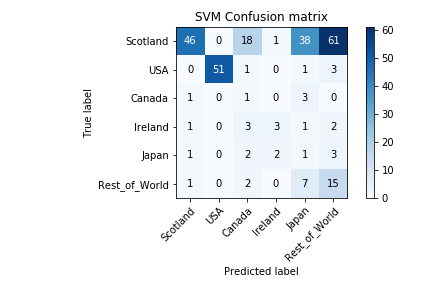 SVM Confusion matrix
Scotland 46 0 18 1 38 61
USA 0 51 1 0 1 3
Canada 1 0 1 0 3 0
Ireland 1 0 3 3 1 2
Japan 1 0 2 2 1 3
Rest_of_World 1 0 2 0 7 15
True label
Scotland USA Canada Ireland Japan Rest_of_World
Predicted label
60
50
40
30
20
10
0